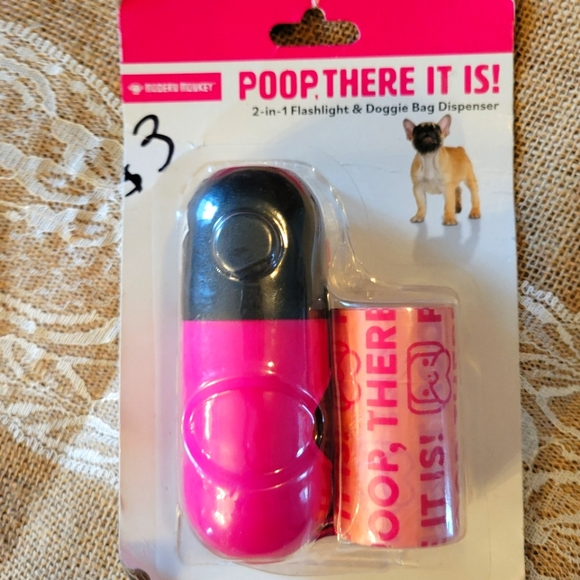 MODERN MONKEY
POOP, THERE IT IS!
2-in-1 Flashlight & Doggie Bag Dispenser
$3
POOP, THERE
IT IS!